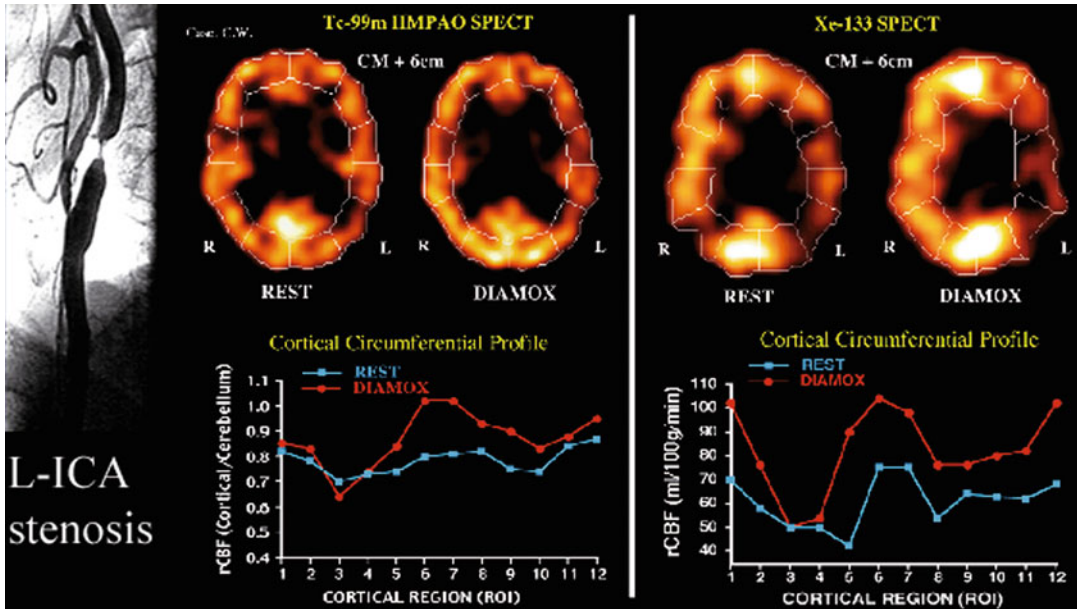 Tc-99m HMPAO SPECT
Case. C.W.
CM + 6cm
R
L
R
L
REST
DIAMOX
Cortical Circumferential Profile
REST
DIAMOX
rCBF (Cortical/Cerebellum)
1.1
1.0
0.9
0.8
0.7
0.6
0.5
0.4
1 2 3 4 5 6 7 8 9 10 11 12
CORTICAL REGION (ROI)
L-ICA
stenosis
Xe-133 SPECT
CM + 6cm
R
L
R
L
REST
DIAMOX
Cortical Circumferential Profile
REST
DIAMOX
rCBF (ml/100g/min)
110
100
90
80
70
60
50
40
1 2 3 4 5 6 7 8 9 10 11 12
CORTICAL REGION (ROI)